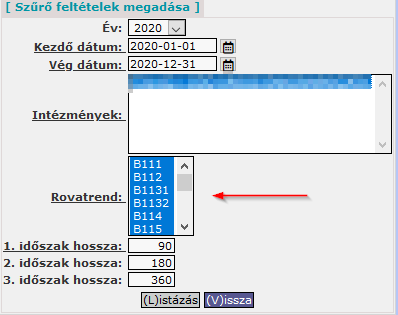 [ Szűrő feltételek megadása ]
Év: 2020
Kezdő dátum: 2020-01-01
Vég dátum: 2020-12-31
Intézmények:
Rovatrend:
B111
B112
B1131
B1132
B114
B115
1. időszak hossza: 90
2. időszak hossza: 180
3. időszak hossza: 360
(L)istázás (V)issza